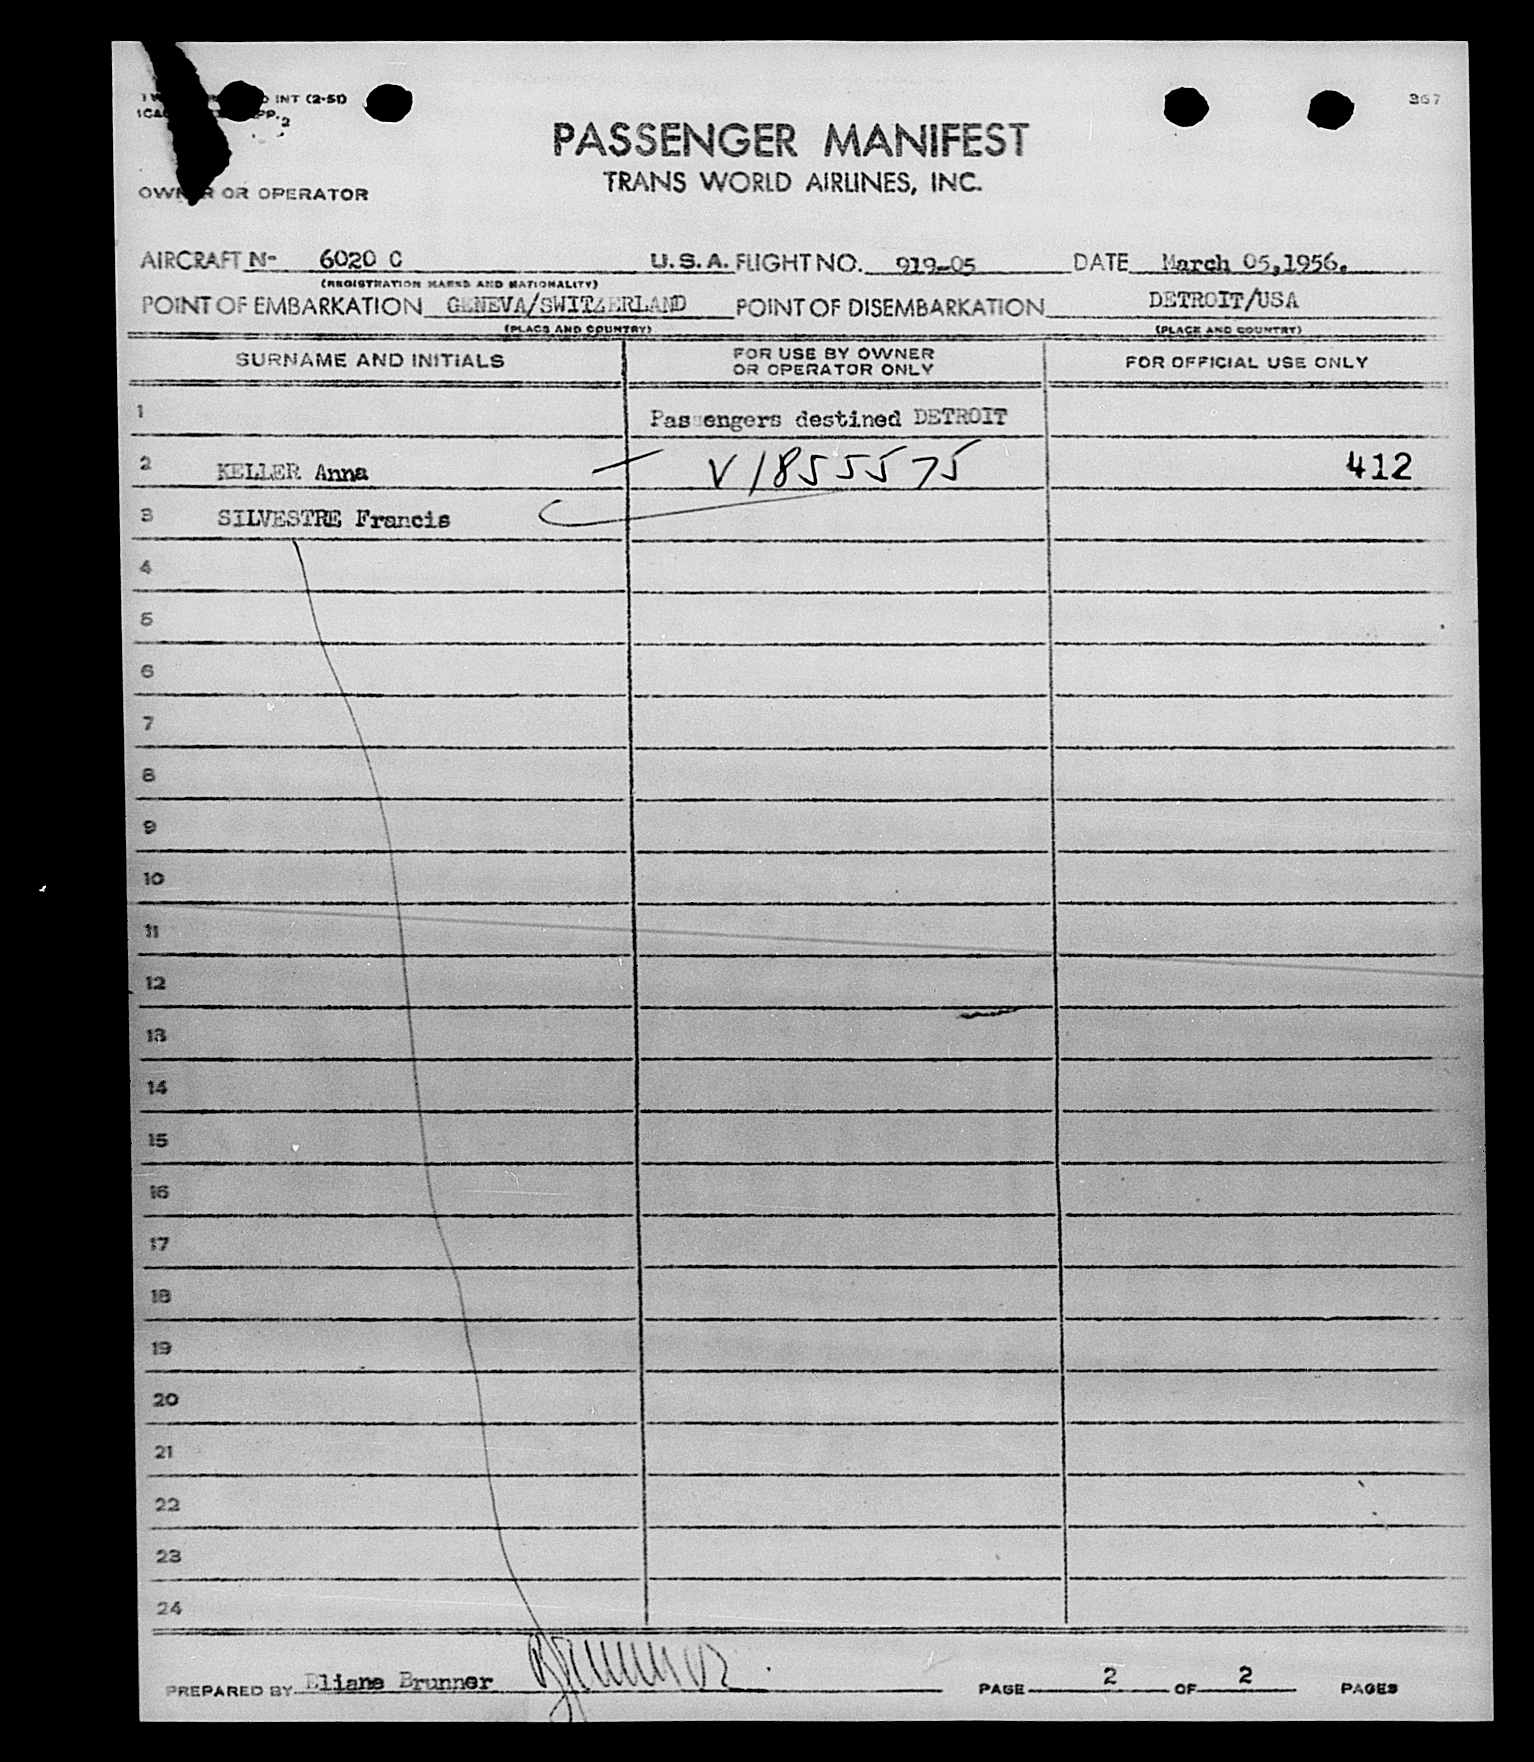 INT (2-51)
367
PASSENGER MANIFEST
TRANS WORLD AIRLINES, INC.
OWNER OR OPERATOR
AIRCRAFT N- 6020 C U.S.A. FLIGHT NO. 919-05 DATE March 05,1956.
(REGISTRATION MARKS AND NATIONALITY)
POINT OF EMBARKATION GENEVA/SWITZERLAND POINT OF DISEMBARKATION DETROIT/USA
(PLACE AND COUNTRY) (PLACE AND COUNTRY)
SURNAME AND INITIALS FOR USE BY OWNER OR OPERATOR ONLY FOR OFFICIAL USE ONLY
1 Passengers destined DETROIT
2 KELLER Anna V1855575 412
3 SILVESTRE Francis
4
5
6
7
8
9
10
11
12
13
14
15
16
17
18
19
20
21
22
23
24
PREPARED BY Eliane Brunner Brunner PAGE 2 OF 2 PAGES